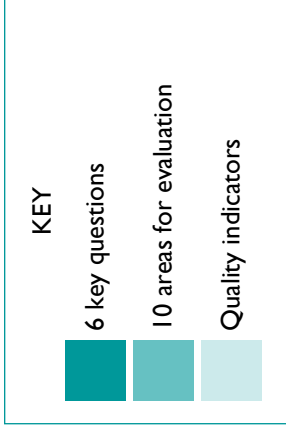 KEY
6 key questions
10 areas for evaluation
Quality indicators